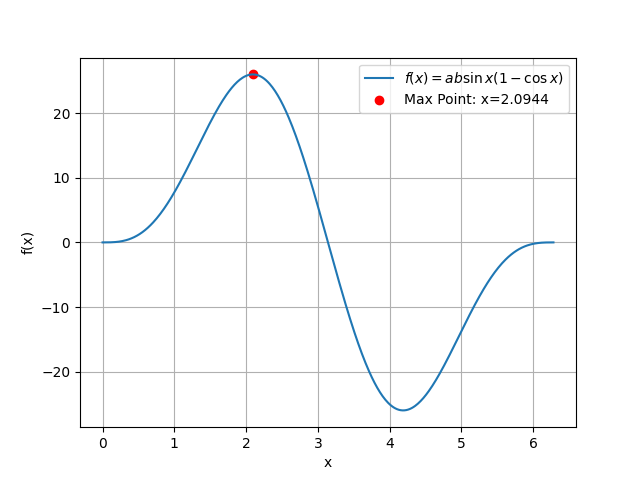 f(x) = ab sin x(1 − cos x)
Max Point: x=2.0944
20
10
0
−10
−20
f(x)
0 1 2 3 4 5 6
x